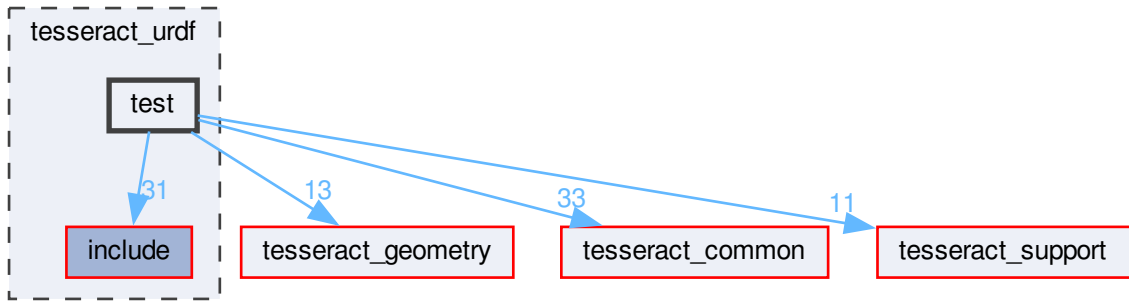 tesseract_urdf
test
31
13
33
11
include
tesseract_geometry
tesseract_common
tesseract_support